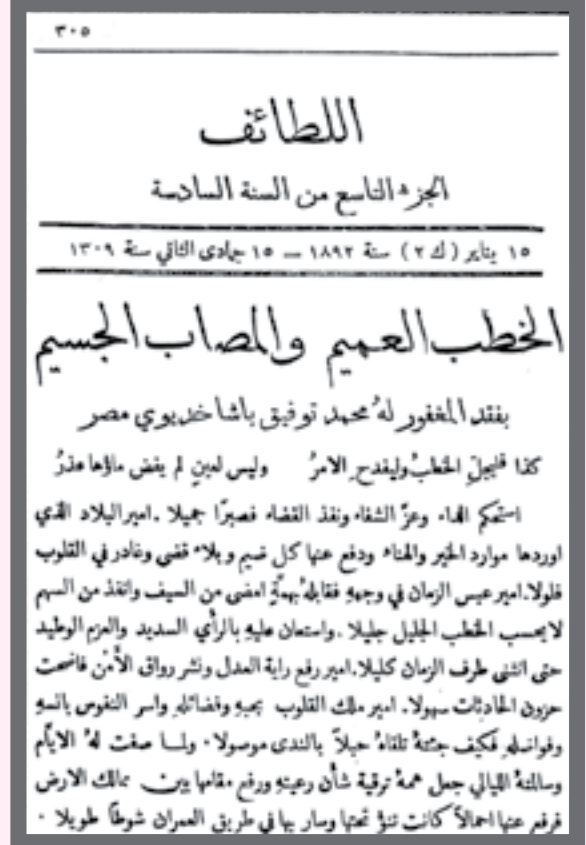 ٣٠٥
اللطائف
الجزء التاسع من السنة السادسة
١٥ يناير (ك ٢) سنة ١٨٩٢ — ١٥ جمادى الثاني سنة ١٣٠٩
الخطب العميم والمصاب الجسيم
بفقد المغفور لهُ محمد توفيق باشا خديوي مصر
كذا فليجلّ الخطبُ وليفدح الامرُ وليس لعينٍ لم يفض ماؤها عذرُ
استحكم الداء وعزّ الشفاء ونفذ القضاء فصبرًا جميلا . امير البلاد الذي
اوردها موارد الخير والهناء ودفع عنها كل ضيم وبلاء قضى وغادر في القلوب
فلولا . امير عبس الزمان في وجههِ فقابلهُ بهمةٍ امضى من السيف وانفذ من السهم
لا يحسب الخطب الجليل جليلا . واستعان عليهِ بالرأي السديد والعزم الوطيد
حتى انثنى طرف الزمان كليلا . امير رفع راية العدل ونشر رواق الأمن فاضحت
حزون الحادثات سهولا . امير ملك القلوب بحبهِ وفضائلهِ واسر النفوس بانسهِ
وفواضلهِ فكيف جئتهُ تلقاهُ حبلاً بالندى موصولا . ولما صفت لهُ الايام
وسالمتهُ الليالي جعل همهُ ترقية شأن رعيتهِ ورفع مقامها بين ممالك الارض
فرفع عنها احمالاً كانت تنؤ تحتها وسار بها في طريق العمران شوطًا طويلا .